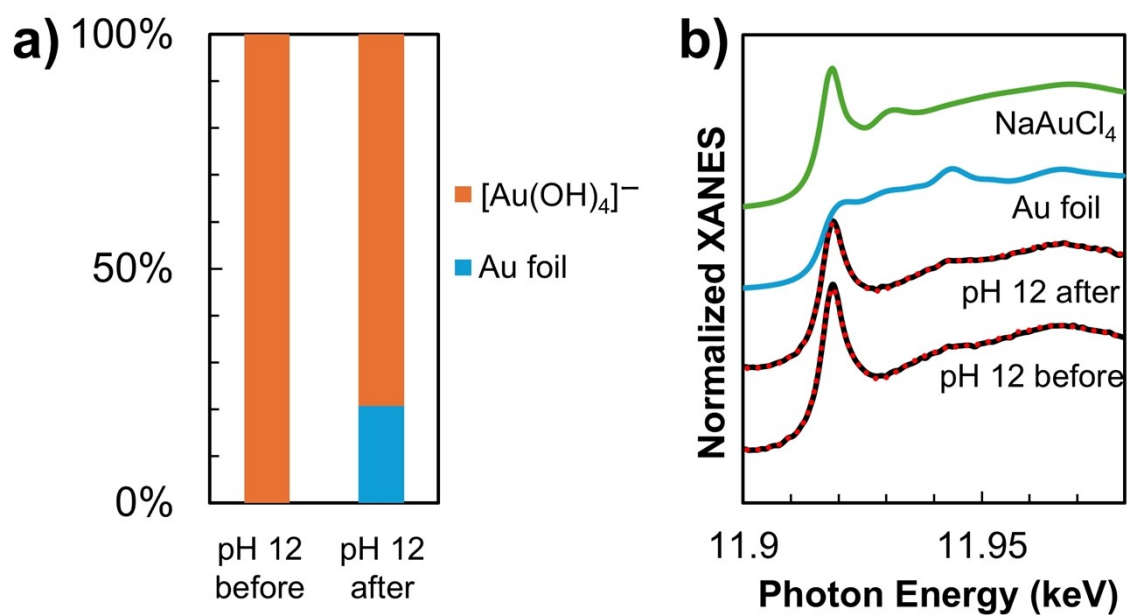 a)
100%
50%
0%
pH 12
before
pH 12
after
[Au(OH)₄]⁻
Au foil
b)
Normalized XANES
NaAuCl₄
Au foil
pH 12 after
pH 12 before
11.9
11.95
Photon Energy (keV)